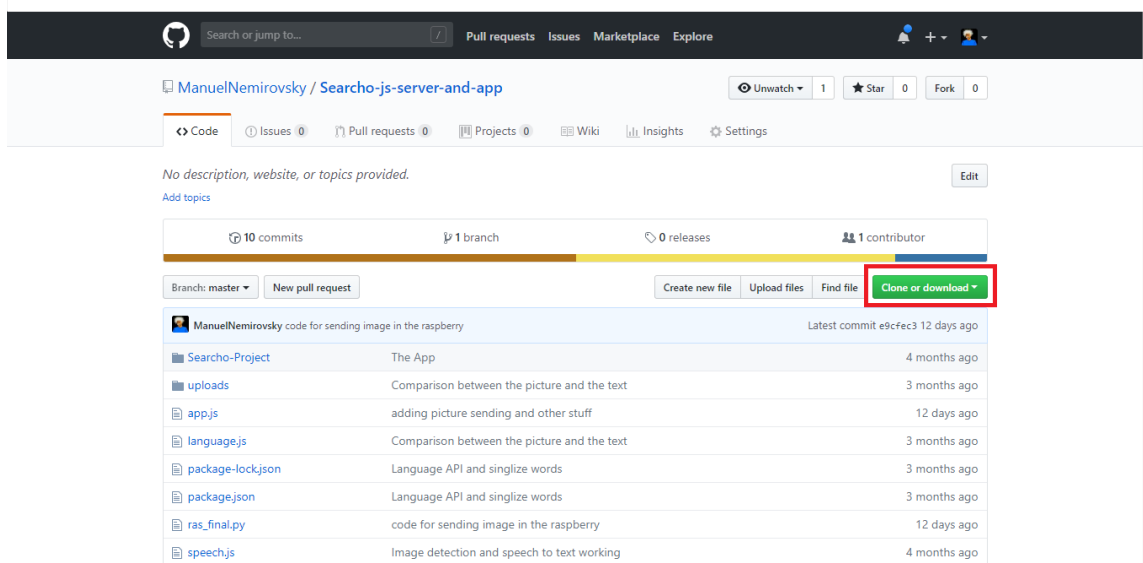 Search or jump to... / Pull requests Issues Marketplace Explore
ManuelNemirovsky / Searcho-js-server-and-app Unwatch 1 Star 0 Fork 0
Code Issues 0 Pull requests 0 Projects 0 Wiki Insights Settings
No description, website, or topics provided. Edit
Add topics
10 commits 1 branch 0 releases 1 contributor
Branch: master New pull request Create new file Upload files Find file Clone or download
ManuelNemirovsky code for sending image in the raspberry Latest commit e9cfec3 12 days ago
Searcho-Project The App 4 months ago
uploads Comparison between the picture and the text 3 months ago
app.js adding picture sending and other stuff 12 days ago
language.js Comparison between the picture and the text 3 months ago
package-lock.json Language API and singlize words 3 months ago
package.json Language API and singlize words 3 months ago
ras_final.py code for sending image in the raspberry 12 days ago
speech.js Image detection and speech to text working 4 months ago